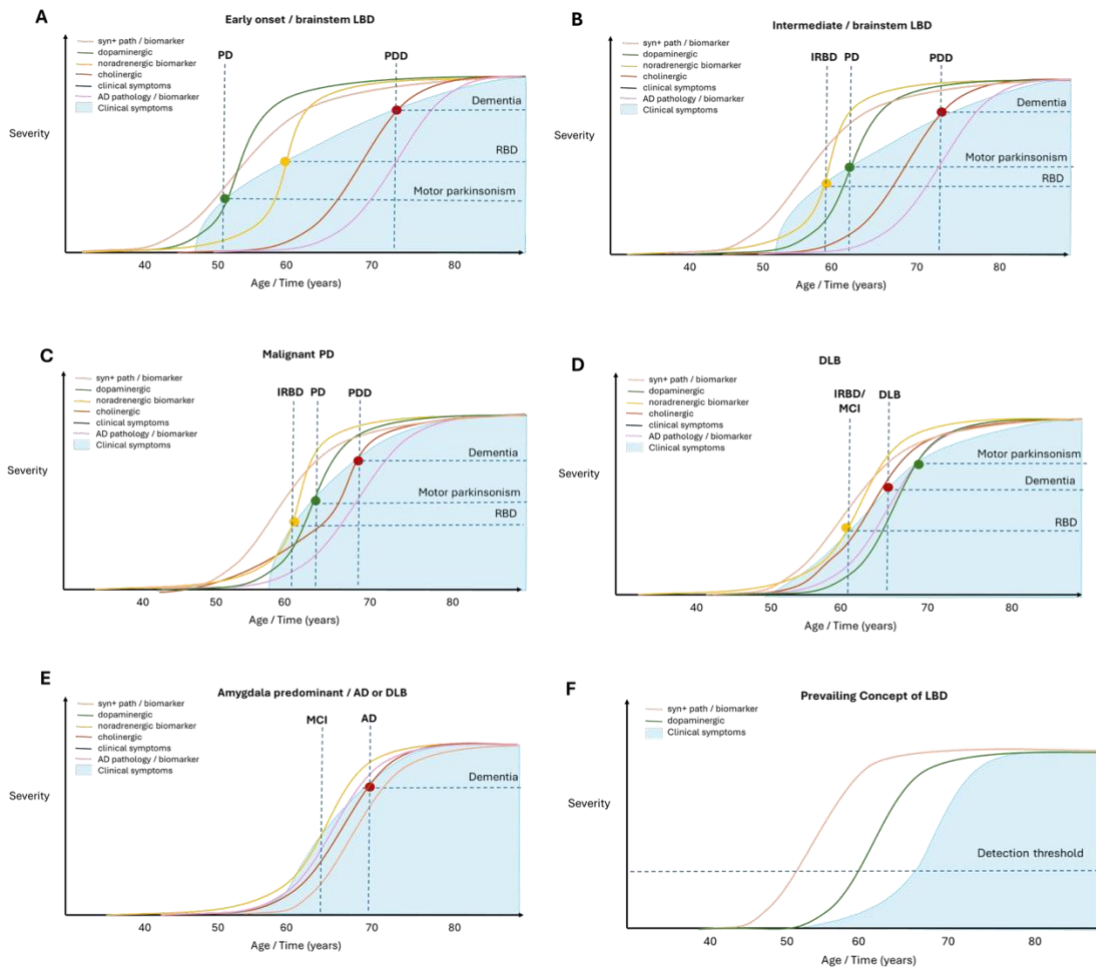 A
Early onset / brainstem LBD
syn+ path / biomarker
dopaminergic
noradrenergic biomarker
cholinergic
clinical symptoms
AD pathology / biomarker
Clinical symptoms
PD
PDD
Severity
Dementia
RBD
Motor parkinsonism
40 50 60 70 80
Age / Time (years)
B
Intermediate / brainstem LBD
syn+ path / biomarker
dopaminergic
noradrenergic biomarker
cholinergic
clinical symptoms
AD pathology / biomarker
Clinical symptoms
IRBD PD
PDD
Severity
Dementia
Motor parkinsonism
RBD
40 50 60 70 80
Age / Time (years)
C
Malignant PD
syn+ path / biomarker
dopaminergic
noradrenergic biomarker
cholinergic
clinical symptoms
AD pathology / biomarker
Clinical symptoms
IRBD PD PDD
Severity
Dementia
Motor parkinsonism
RBD
40 50 60 70 80
Age / Time (years)
D
DLB
syn+ path / biomarker
dopaminergic
noradrenergic biomarker
cholinergic
clinical symptoms
AD pathology / biomarker
Clinical symptoms
IRBD/
MCI
DLB
Severity
Motor parkinsonism
Dementia
RBD
40 50 60 70 80
Age / Time (years)
E
Amygdala predominant / AD or DLB
syn+ path / biomarker
dopaminergic
noradrenergic biomarker
cholinergic
clinical symptoms
AD pathology / biomarker
Clinical symptoms
MCI AD
Severity
Dementia
40 50 60 70 80
Age / Time (years)
F
Prevailing Concept of LBD
syn+ path / biomarker
dopaminergic
Clinical symptoms
Severity
Detection threshold
40 50 60 70 80
Age / Time (years)